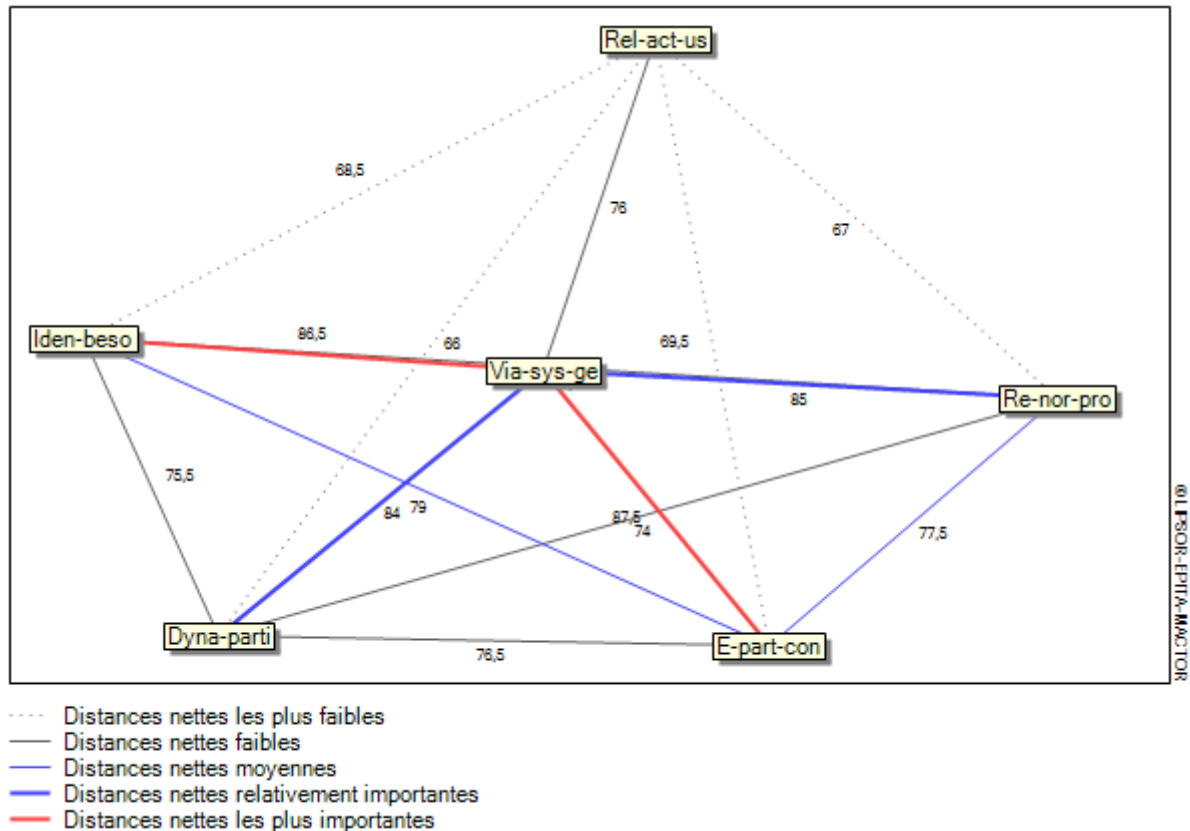 Rel-act-us
68,5
76
67
Iden-beso
86,5
66
69,5
Via-sys-ge
85
Re-nor-pro
75,5
84
79
87,5
74
77,5
Dyna-parti
76,5
E-part-con
© LIPSOR-EPITA-MACTOR
Distances nettes les plus faibles
Distances nettes faibles
Distances nettes moyennes
Distances nettes relativement importantes
Distances nettes les plus importantes